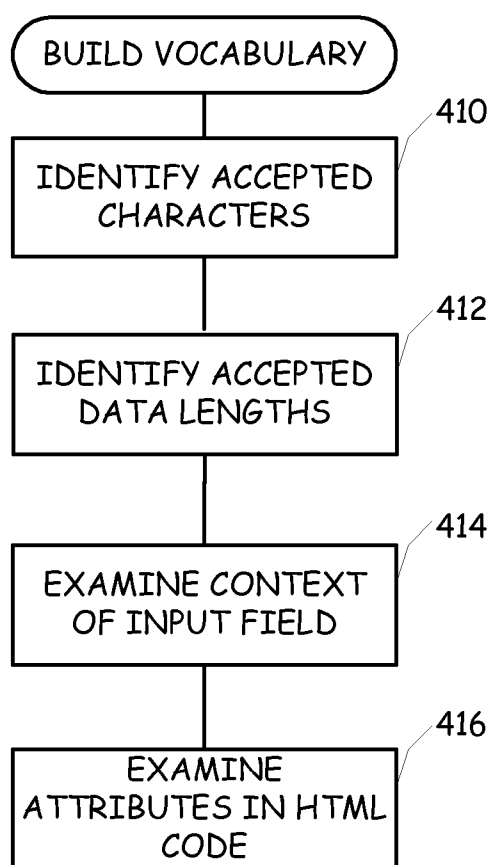 BUILD VOCABULARY
410
IDENTIFY ACCEPTED
CHARACTERS
412
IDENTIFY ACCEPTED
DATA LENGTHS
414
EXAMINE CONTEXT
OF INPUT FIELD
416
EXAMINE
ATTRIBUTES IN HTML
CODE